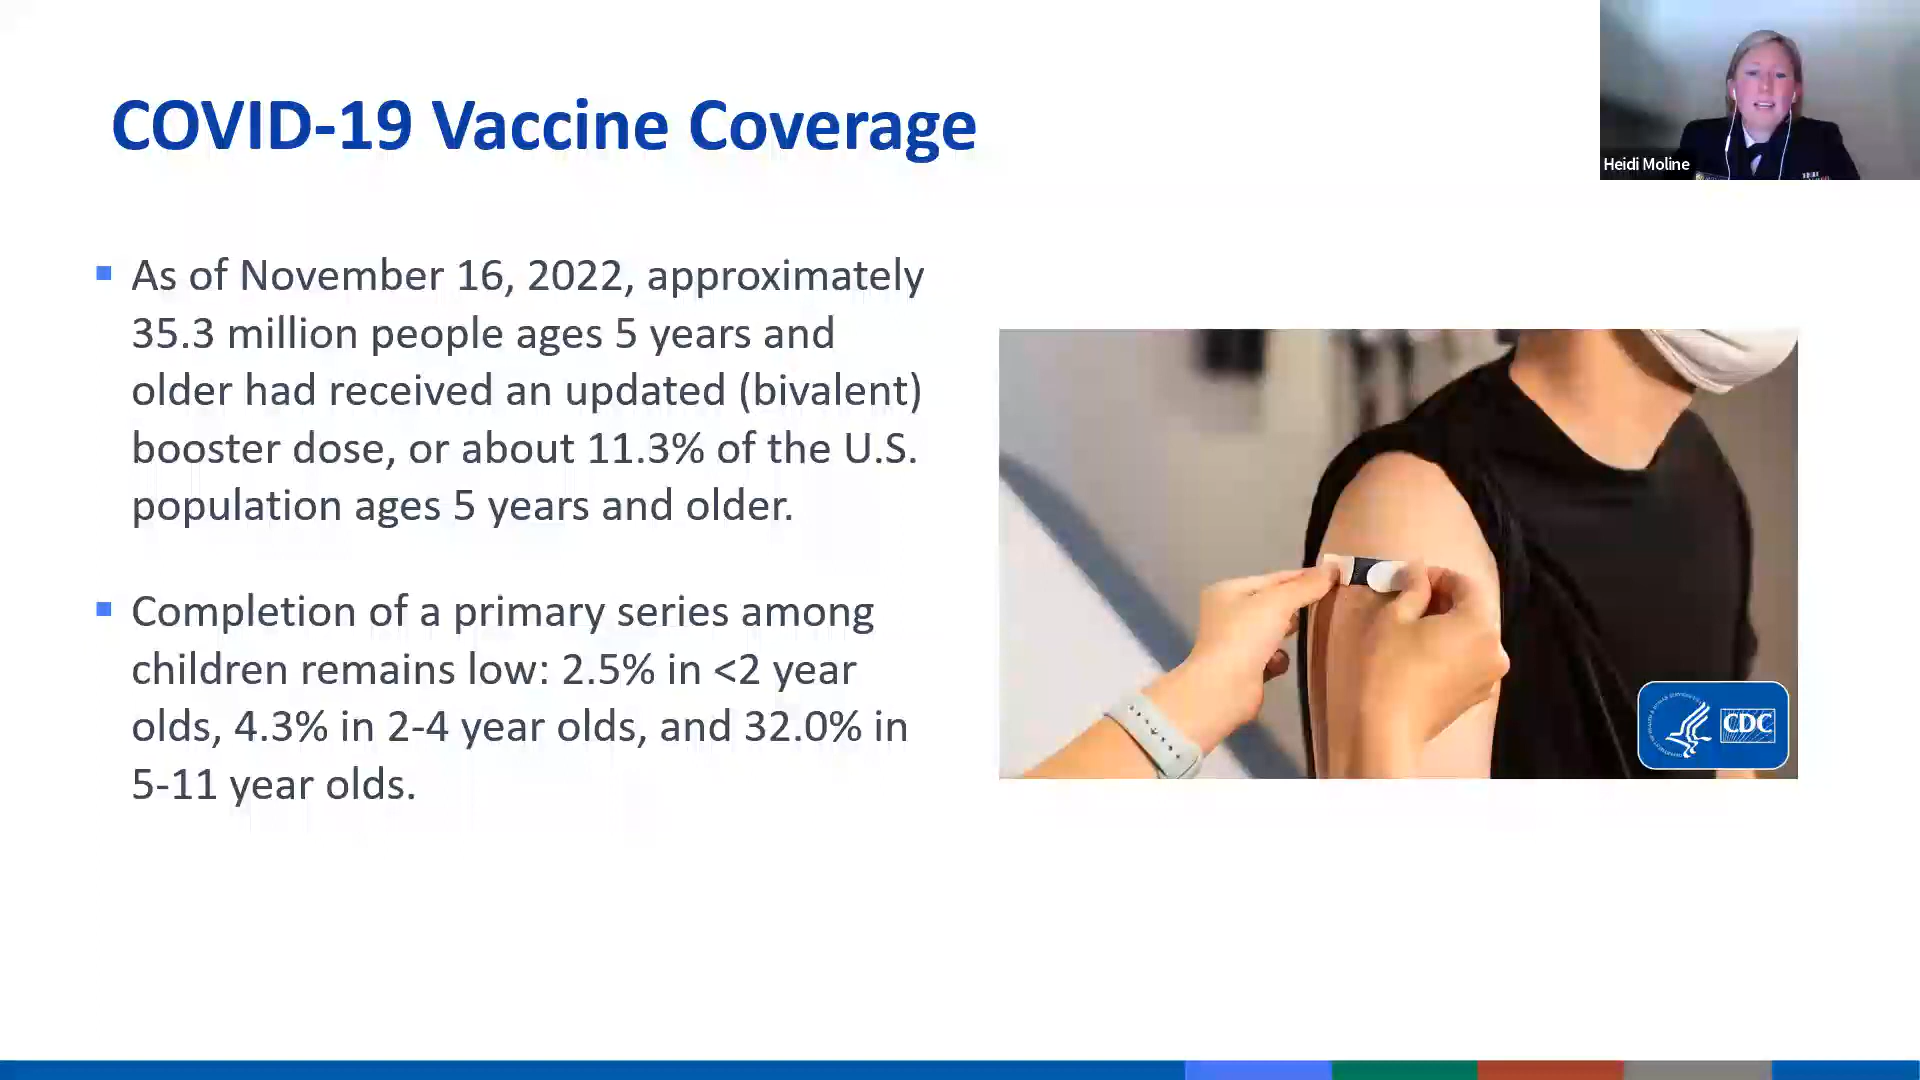 COVID-19 Vaccine Coverage
Heidi Moline
As of November 16, 2022, approximately
35.3 million people ages 5 years and
older had received an updated (bivalent)
booster dose, or about 11.3% of the U.S.
population ages 5 years and older.
Completion of a primary series among
children remains low: 2.5% in <2 year
olds, 4.3% in 2-4 year olds, and 32.0% in
5-11 year olds.
CDC